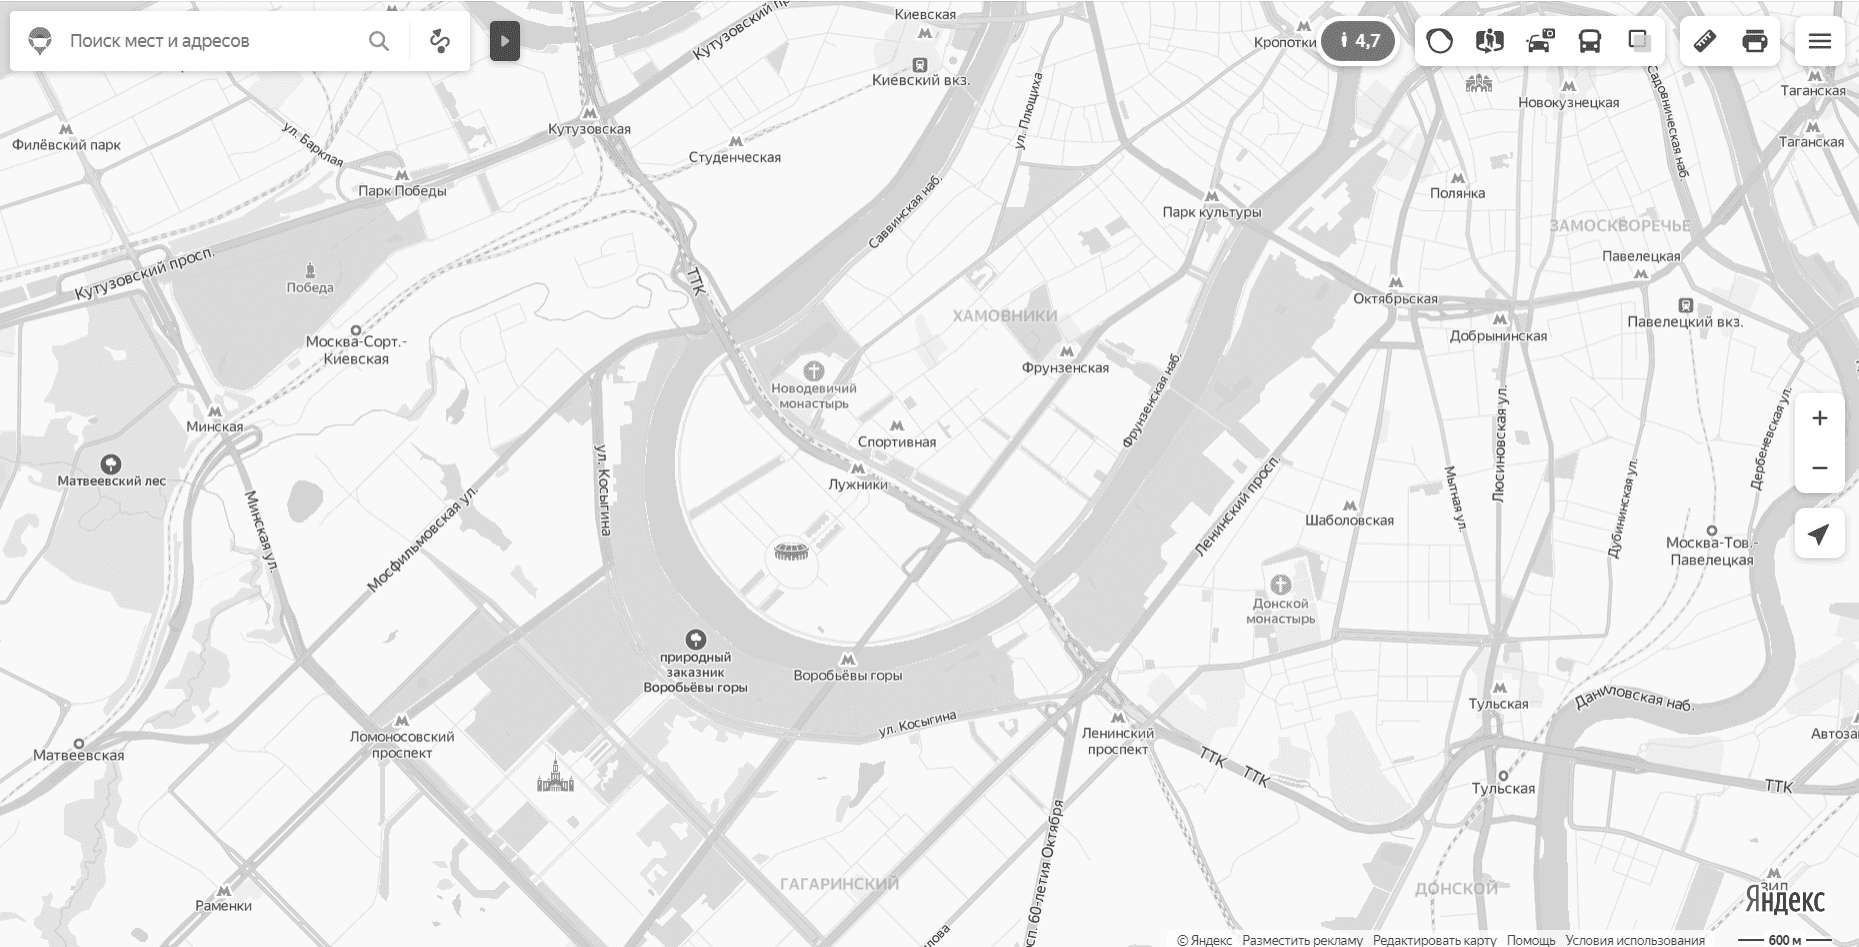 Поиск мест и адресов
Кутузовский пр
Киевская
Кропотки
4,7
Киевский вкз.
Новокузнецкая
Таганская
Филёвский парк
ул. Барклая
Кутузовская
Студенческая
ул. Плющиха
Садовническая наб.
Таганская
Парк Победы
Саввинская наб.
Парк культуры
Полянка
ЗАМОСКВОРЕЧЬЕ
Павелецкая
Кутузовский просп.
Победа
ТТК
ХАМОВНИКИ
Октябрьская
Павелецкий вкз.
Добрынинская
Москва-Сорт.-
Киевская
Новодевичий
монастырь
Фрунзенская
Фрунзенская наб.
Минская
Спортивная
Лужники
Матвеевский лес
ул. Косыгина
Минская ул.
Мосфильмовская ул.
Ленинский просп.
Шаболовская
Мытная ул.
Люсиновская ул.
Дубининская ул.
Дербеневская ул.
Москва-Тов.-
Павелецкая
Донской
монастырь
природный
заказник
Воробьёвы горы
Воробьёвы горы
ул. Косыгина
Тульская
Даниловская наб.
Матвеевская
Ломоносовский
проспект
Ленинский
проспект
ТТК
ТТК
Тульская
ТТК
Автоза
Раменки
ГАГАРИНСКИЙ
сп. 60-летия Октября
лова
ДОНСКОЙ
ЗИЛ
Яндекс
© Яндекс Разместить рекламу Редактировать карту Помощь Условия использования
600 м